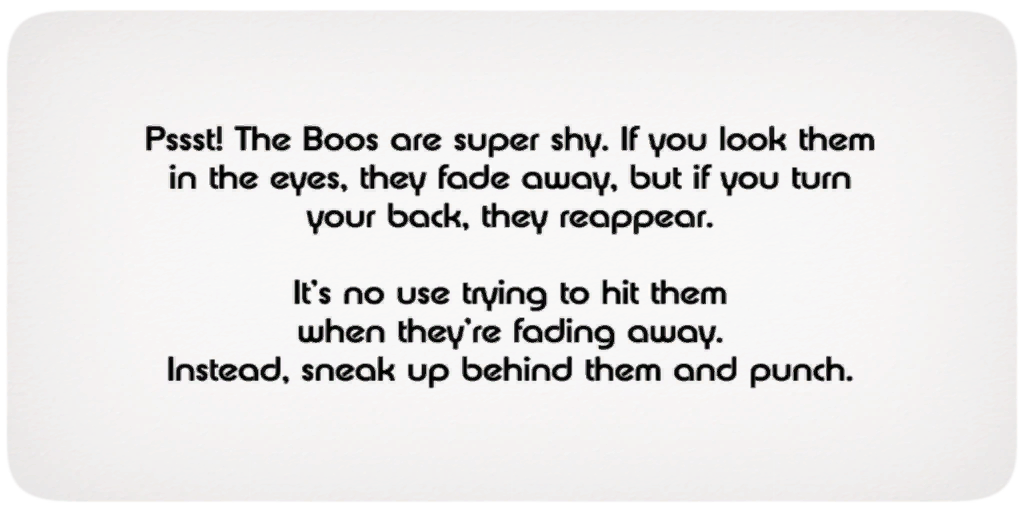 Pssst! The Boos are super shy. If you look them
in the eyes, they fade away, but if you turn
your back, they reappear.
It's no use trying to hit them
when they're fading away.
Instead, sneak up behind them and punch.